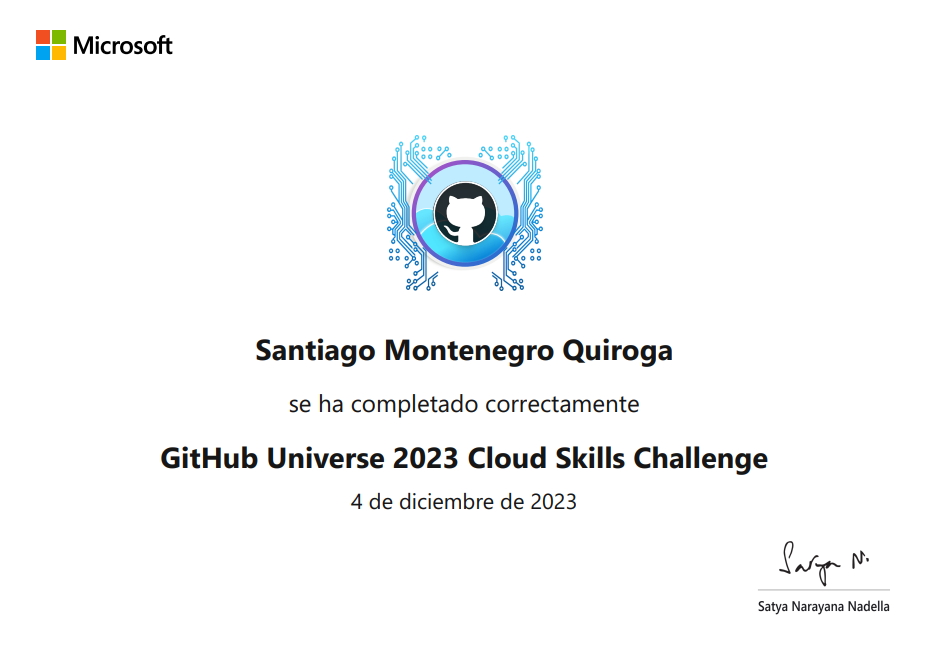 Microsoft
Santiago Montenegro Quiroga
se ha completado correctamente
GitHub Universe 2023 Cloud Skills Challenge
4 de diciembre de 2023
Satya N.
Satya Narayana Nadella